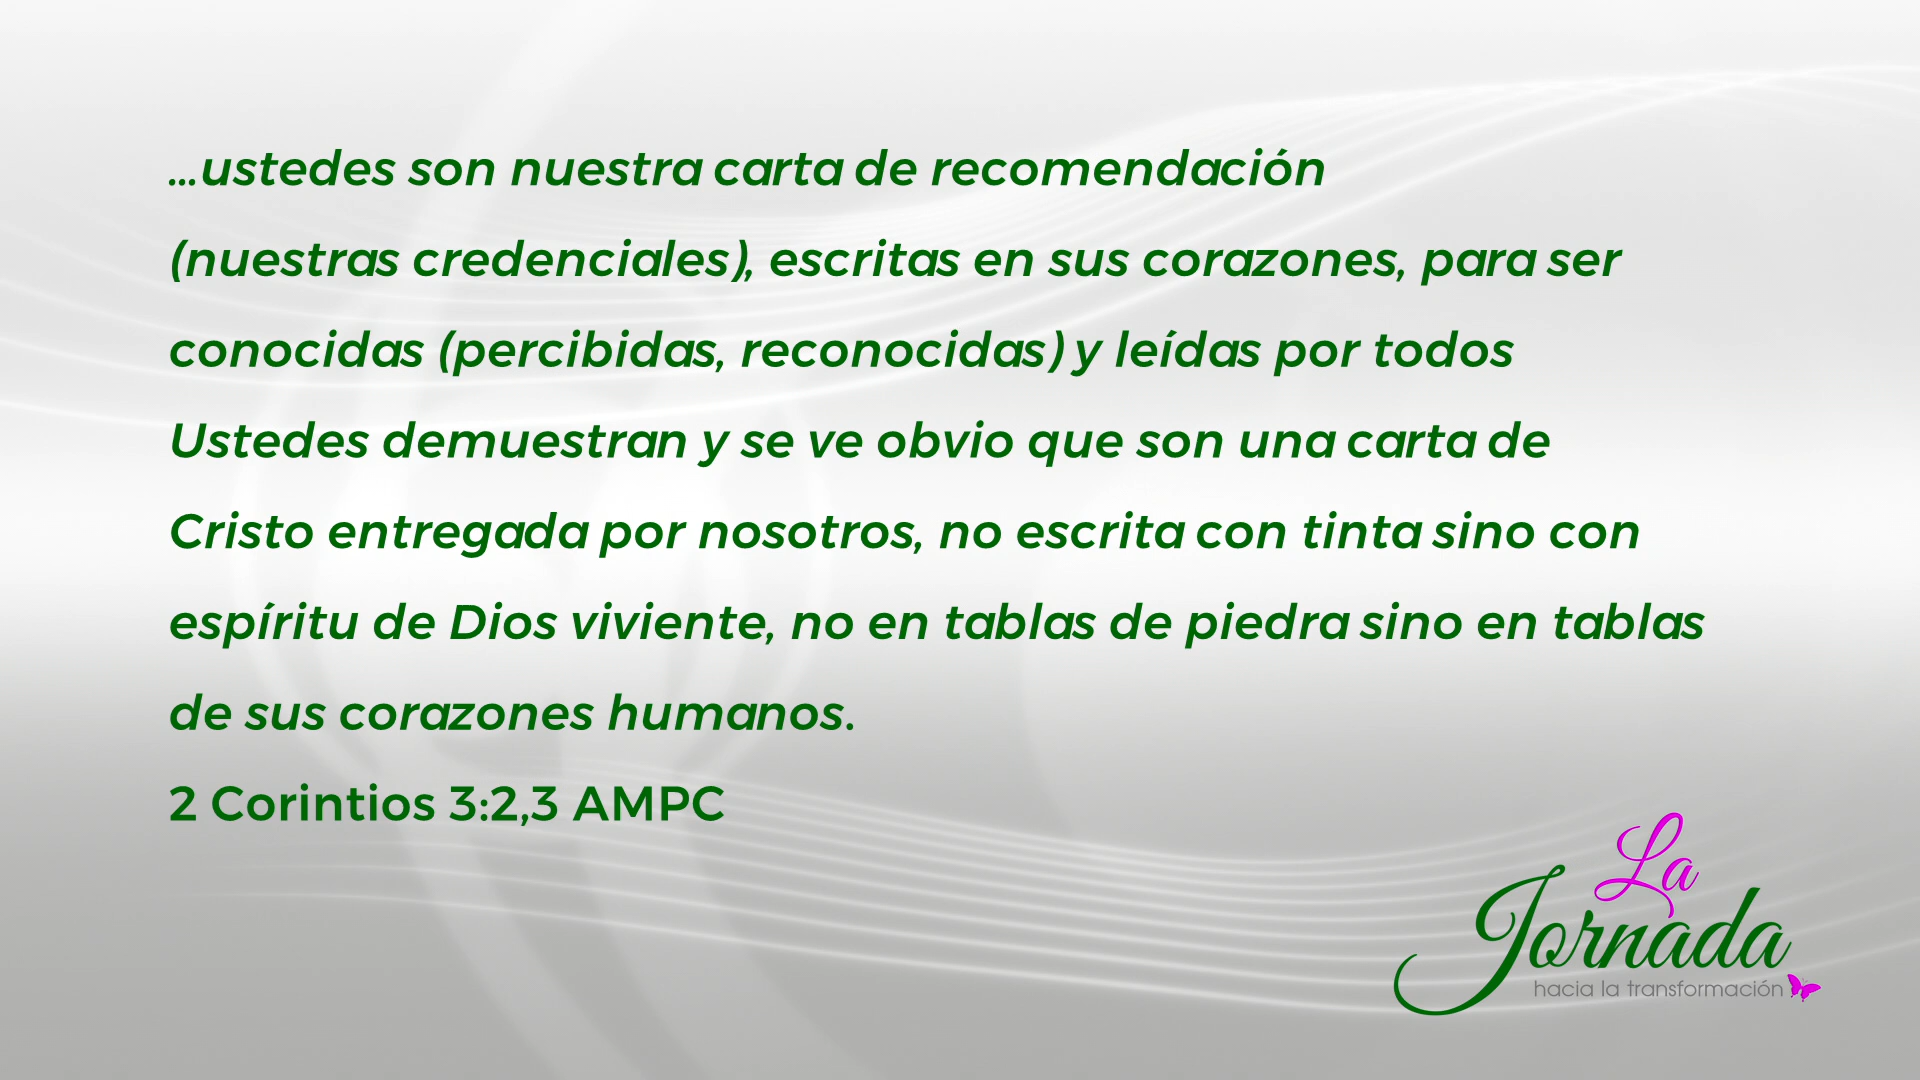 ...ustedes son nuestra carta de recomendación
(nuestras credenciales), escritas en sus corazones, para ser
conocidas (percibidas, reconocidas) y leídas por todos
Ustedes demuestran y se ve obvio que son una carta de
Cristo entregada por nosotros, no escrita con tinta sino con
espíritu de Dios viviente, no en tablas de piedra sino en tablas
de sus corazones humanos.
2 Corintios 3:2,3 AMPC
La
Jornada
hacia la transformación